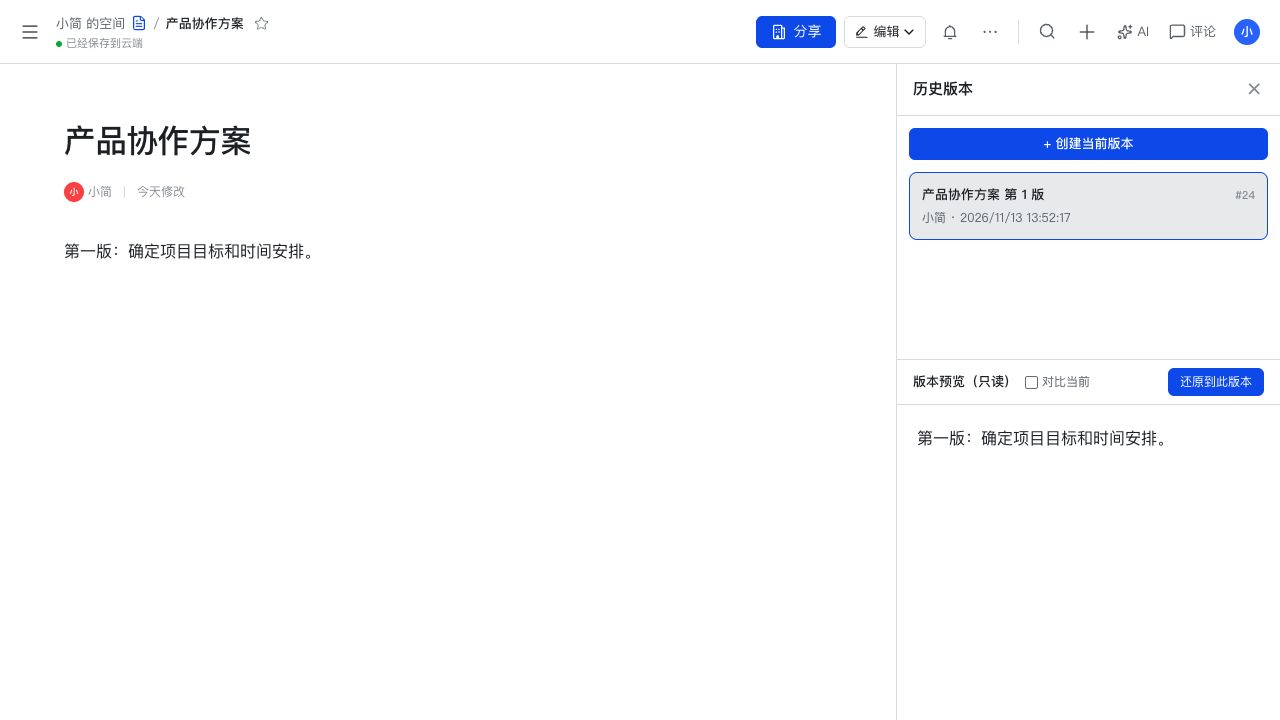 小简 的空间 / 产品协作方案
已经保存到云端
分享
编辑
AI
评论
小
产品协作方案
小 小简 今天修改
第一版：确定项目目标和时间安排。
历史版本
+ 创建当前版本
产品协作方案 第 1 版 #24
小简 · 2026/11/13 13:52:17
版本预览（只读） 对比当前 还原到此版本
第一版：确定项目目标和时间安排。